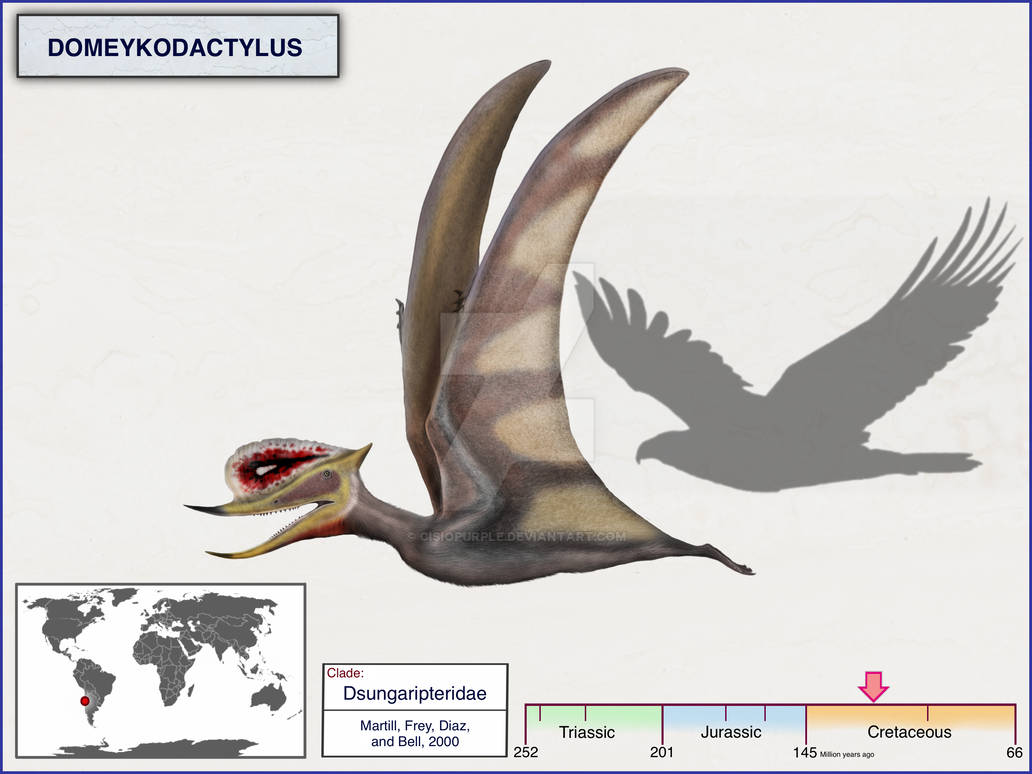 DOMEYKODACTYLUS
© CISIOPURPLE.DEVIANTART.COM
Clade:
Dsungaripteridae
Martill, Frey, Diaz,
and Bell, 2000
Triassic Jurassic Cretaceous
252 201 145 Million years ago 66